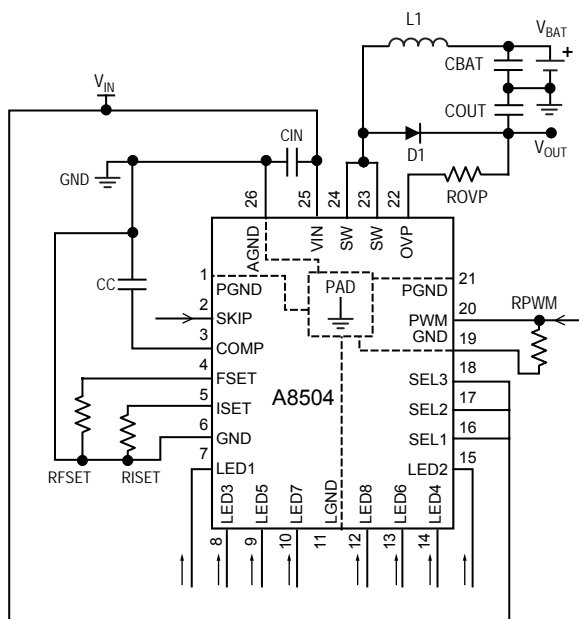 L1
VBAT
CBAT
+
VIN
COUT
CIN
D1
VOUT
GND
ROVP
26
25
24
23
22
AGND
VIN
SW
SW
OVP
CC
1
PGND
PAD
PGND
21
2
SKIP
PWM
20
RPWM
3
COMP
GND
19
4
FSET
SEL3
18
5
ISET
A8504
SEL2
17
6
GND
SEL1
16
RFSET
RISET
7
LED1
LED2
15
LED3
LED5
LED7
LGND
LED8
LED6
LED4
8
9
10
11
12
13
14